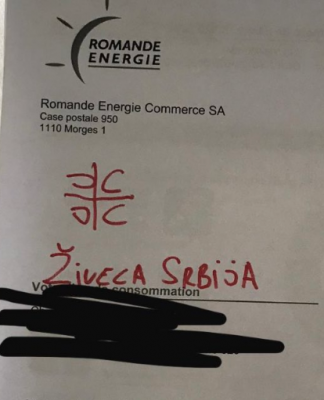 ROMANDE
ENERGIE
Romande Energie Commerce SA
Case postale 950
1110 Morges 1
ŽIVECA SRBIJA
consommation